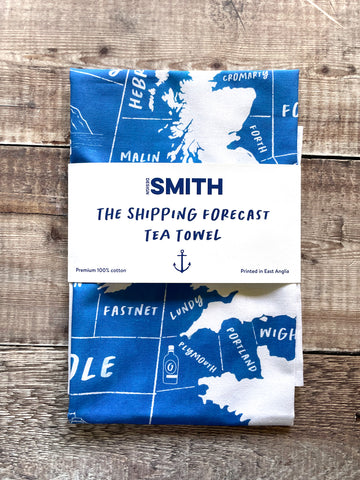 HEBR
CROMARTY
FO
FORTH
MALIN
DESIGN SMITH
THE SHIPPING FORECAST
TEA TOWEL
Premium 100% cotton
Printed in East Anglia
FASTNET
LUNDY
WIGH
PORTLAND
PLYMOUTH
OLE